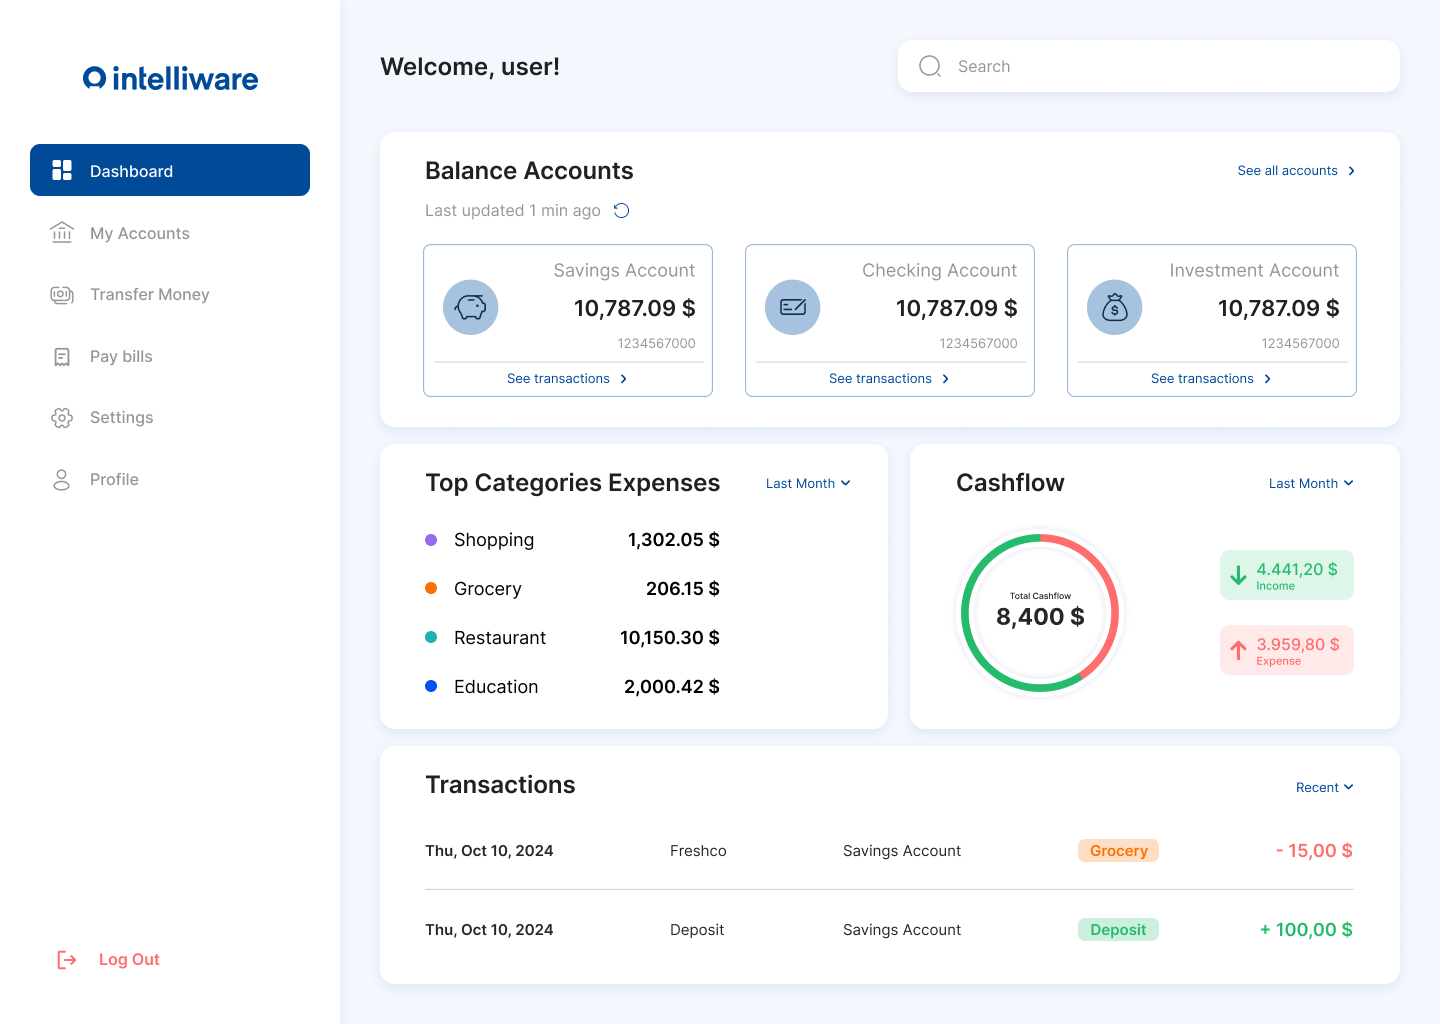 intelliware
Dashboard
My Accounts
Transfer Money
Pay bills
Settings
Profile
Log Out
Welcome, user!
Search
Balance Accounts
See all accounts
Last updated 1 min ago
Savings Account
10,787.09 $
1234567000
See transactions
Checking Account
10,787.09 $
1234567000
See transactions
Investment Account
$
10,787.09 $
1234567000
See transactions
Top Categories Expenses
Last Month
Shopping 1,302.05 $
Grocery 206.15 $
Restaurant 10,150.30 $
Education 2,000.42 $
Cashflow
Last Month
Total Cashflow
8,400 $
4.441,20 $
Income
3.959,80 $
Expense
Transactions
Recent
Thu, Oct 10, 2024 Freshco Savings Account Grocery - 15,00 $
Thu, Oct 10, 2024 Deposit Savings Account Deposit + 100,00 $